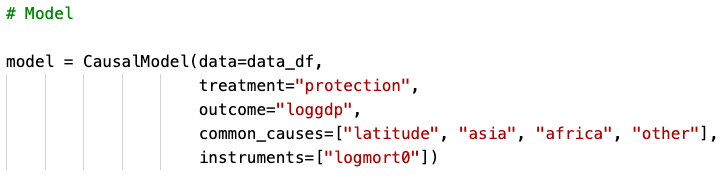 # Model
model = CausalModel(data=data_df,
treatment="protection",
outcome="loggdp",
common_causes=["latitude", "asia", "africa", "other"],
instruments=["logmort0"])